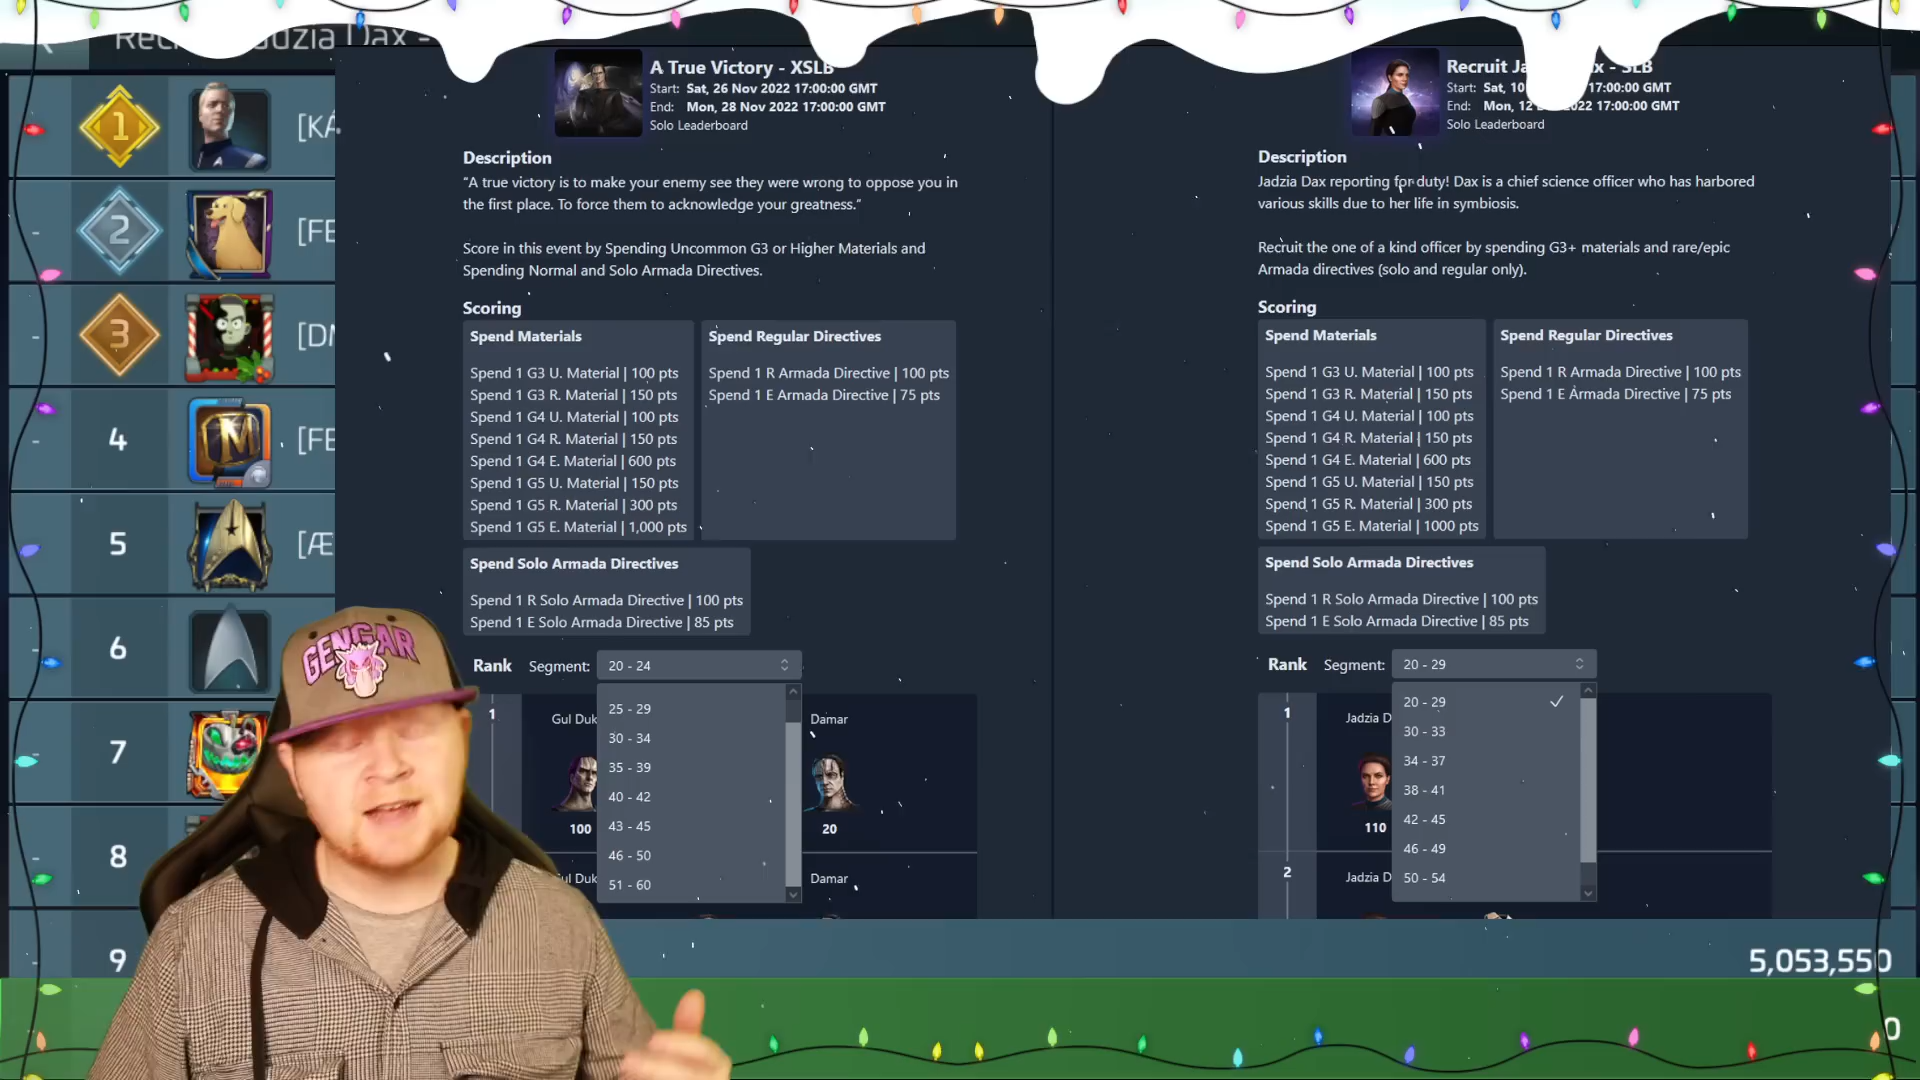 A True Victory - XSLB
Start: Sat, 26 Nov 2022 17:00:00 GMT
End: Mon, 28 Nov 2022 17:00:00 GMT
Solo Leaderboard
Description
"A true victory is to make your enemy see they were wrong to oppose you in
the first place. To force them to acknowledge your greatness."
Score in this event by Spending Uncommon G3 or Higher Materials and
Spending Normal and Solo Armada Directives.
Scoring
Spend Materials
Spend 1 G3 U. Material | 100 pts
Spend 1 G3 R. Material | 150 pts
Spend 1 G4 U. Material | 100 pts
Spend 1 G4 R. Material | 150 pts
Spend 1 G4 E. Material | 600 pts
Spend 1 G5 U. Material | 150 pts
Spend 1 G5 R. Material | 300 pts
Spend 1 G5 E. Material | 1,000 pts
Spend Regular Directives
Spend 1 R Armada Directive | 100 pts
Spend 1 E Armada Directive | 75 pts
Spend Solo Armada Directives
Spend 1 R Solo Armada Directive | 100 pts
Spend 1 E Solo Armada Directive | 85 pts
Rank Segment: 20 - 24
25 - 29
30 - 34
35 - 39
40 - 42
43 - 45
46 - 50
51 - 60
1
Gul Duk
Damar
100
20
ul Duk
Damar
Recruit Ja x - SLB
Start: Sat, 10 2022 17:00:00 GMT
End: Mon, 12 2022 17:00:00 GMT
Solo Leaderboard
Description
Jadzia Dax reporting for duty! Dax is a chief science officer who has harbored
various skills due to her life in symbiosis.
Recruit the one of a kind officer by spending G3+ materials and rare/epic
Armada directives (solo and regular only).
Scoring
Spend Materials
Spend 1 G3 U. Material | 100 pts
Spend 1 G3 R. Material | 150 pts
Spend 1 G4 U. Material | 100 pts
Spend 1 G4 R. Material | 150 pts
Spend 1 G4 E. Material | 600 pts
Spend 1 G5 U. Material | 150 pts
Spend 1 G5 R. Material | 300 pts
Spend 1 G5 E. Material | 1000 pts
Spend Regular Directives
Spend 1 R Armada Directive | 100 pts
Spend 1 E Armada Directive | 75 pts
Spend Solo Armada Directives
Spend 1 R Solo Armada Directive | 100 pts
Spend 1 E Solo Armada Directive | 85 pts
Rank Segment: 20 - 29
20 - 29
30 - 33
34 - 37
38 - 41
42 - 45
46 - 49
50 - 54
1
Jadzia D
110
2
Jadzia D
1
[KA
2
[FE
3
[DM
4
M
[FE
5
[Æ
6
7
8
9
5,053,550
0
GENGAR